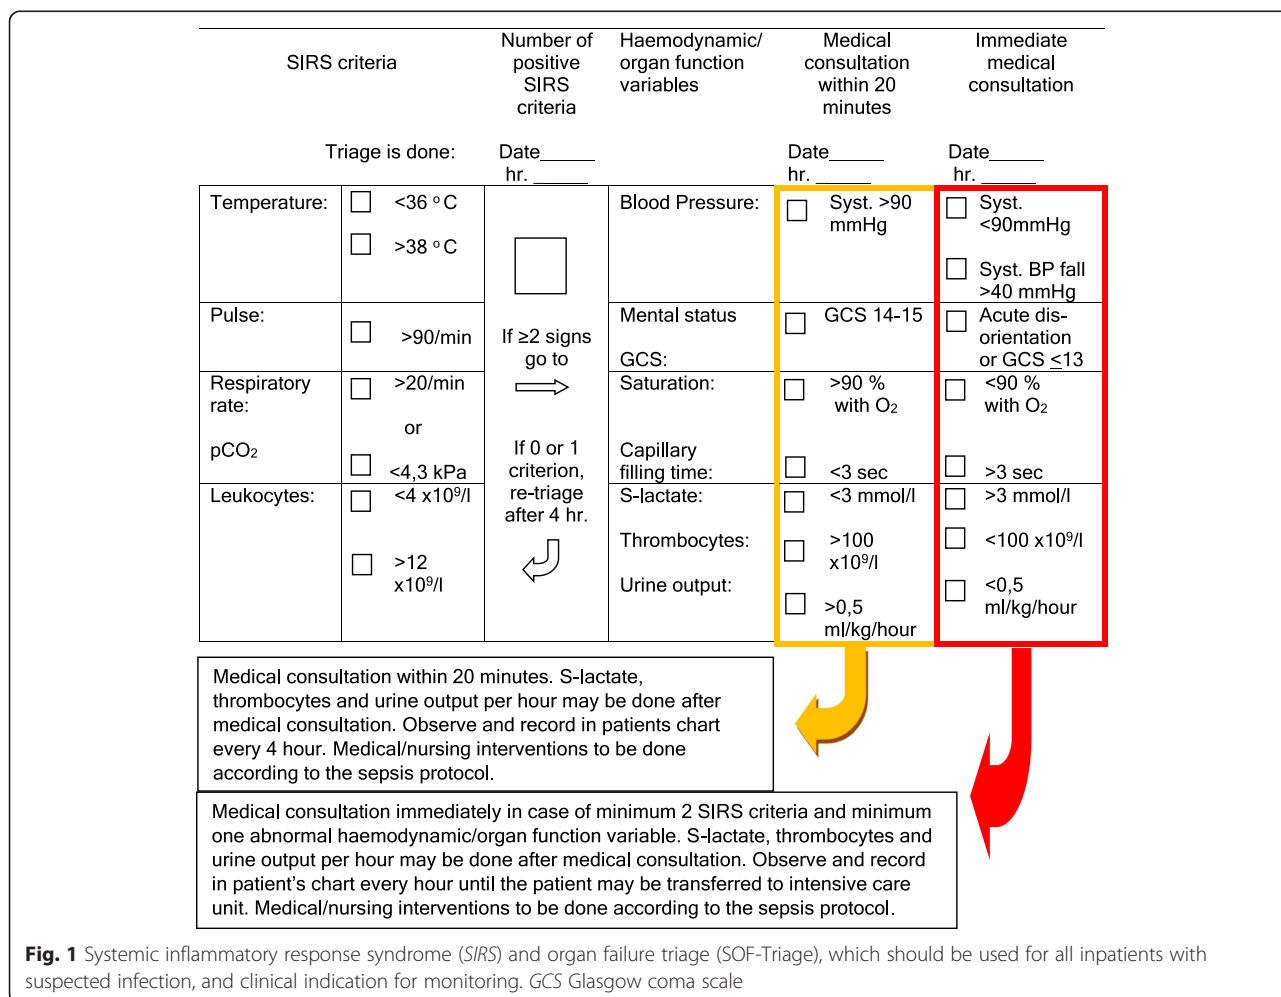 SIRS criteria
Number of
positive
SIRS
criteria
Haemodynamic/
organ function
variables
Medical
consultation
within 20
minutes
Immediate
medical
consultation
Triage is done:
Date_____
hr. _____
Date_____
hr. _____
Date_____
hr. _____
Temperature:
<36 °C
>38 °C
Pulse:
>90/min
Respiratory
rate:
pCO2
>20/min
or
<4,3 kPa
Leukocytes:
<4 x10⁹/l
>12
x10⁹/l
If ≥2 signs
go to
If 0 or 1
criterion,
re-triage
after 4 hr.
Blood Pressure:
Syst. >90
mmHg
Syst.
<90mmHg
Syst. BP fall
>40 mmHg
Mental status
GCS:
GCS 14-15
Acute dis-
orientation
or GCS ≤13
Saturation:
>90 %
with O₂
<90 %
with O₂
Capillary
filling time:
<3 sec
>3 sec
S-lactate:
<3 mmol/l
>3 mmol/l
Thrombocytes:
>100
x10⁹/l
<100 x10⁹/l
Urine output:
>0,5
ml/kg/hour
<0,5
ml/kg/hour
Medical consultation within 20 minutes. S-lactate,
thrombocytes and urine output per hour may be done after
medical consultation. Observe and record in patients chart
every 4 hour. Medical/nursing interventions to be done
according to the sepsis protocol.
Medical consultation immediately in case of minimum 2 SIRS criteria and minimum
one abnormal haemodynamic/organ function variable. S-lactate, thrombocytes and
urine output per hour may be done after medical consultation. Observe and record
in patient's chart every hour until the patient may be transferred to intensive care
unit. Medical/nursing interventions to be done according to the sepsis protocol.
Fig. 1 Systemic inflammatory response syndrome (SIRS) and organ failure triage (SOF-Triage), which should be used for all inpatients with
suspected infection, and clinical indication for monitoring. GCS Glasgow coma scale